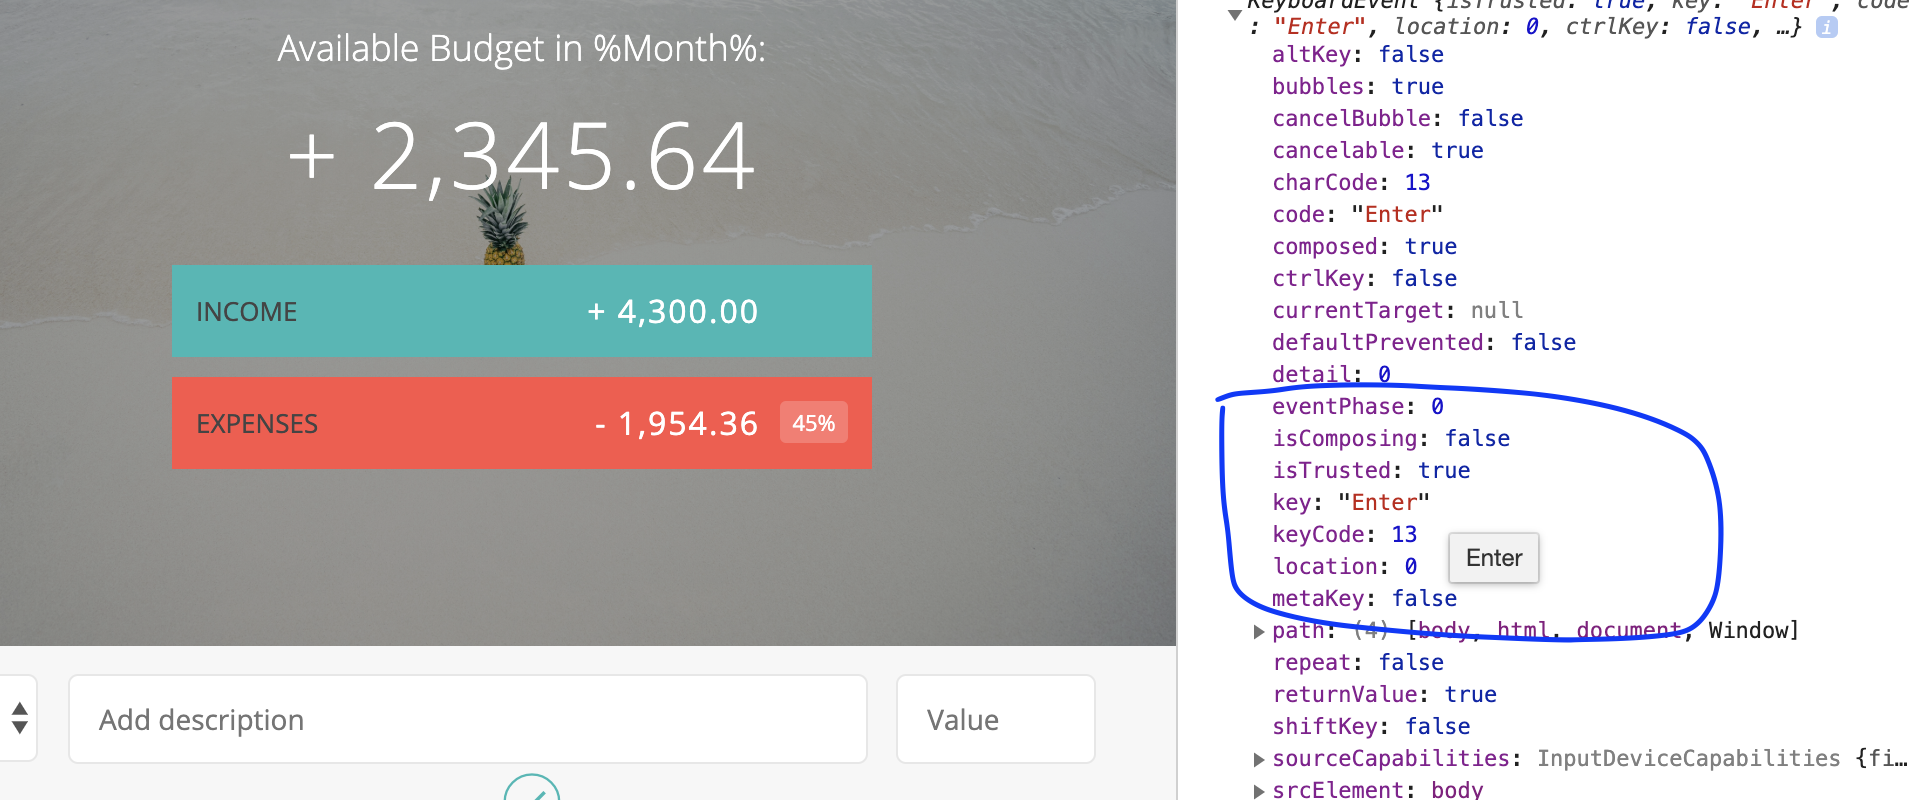 Available Budget in %Month%:
+ 2,345.64
INCOME + 4,300.00
EXPENSES - 1,954.36 45%
Add description Value
KeyboardEvent {isTrusted: true, key: "Enter", code
: "Enter", location: 0, ctrlKey: false, …} i
altKey: false
bubbles: true
cancelBubble: false
cancelable: true
charCode: 13
code: "Enter"
composed: true
ctrlKey: false
currentTarget: null
defaultPrevented: false
detail: 0
eventPhase: 0
isComposing: false
isTrusted: true
key: "Enter"
keyCode: 13
Enter
location: 0
metaKey: false
path: (4) [body, html, document, Window]
repeat: false
returnValue: true
shiftKey: false
sourceCapabilities: InputDeviceCapabilities {fi…
srcElement: body